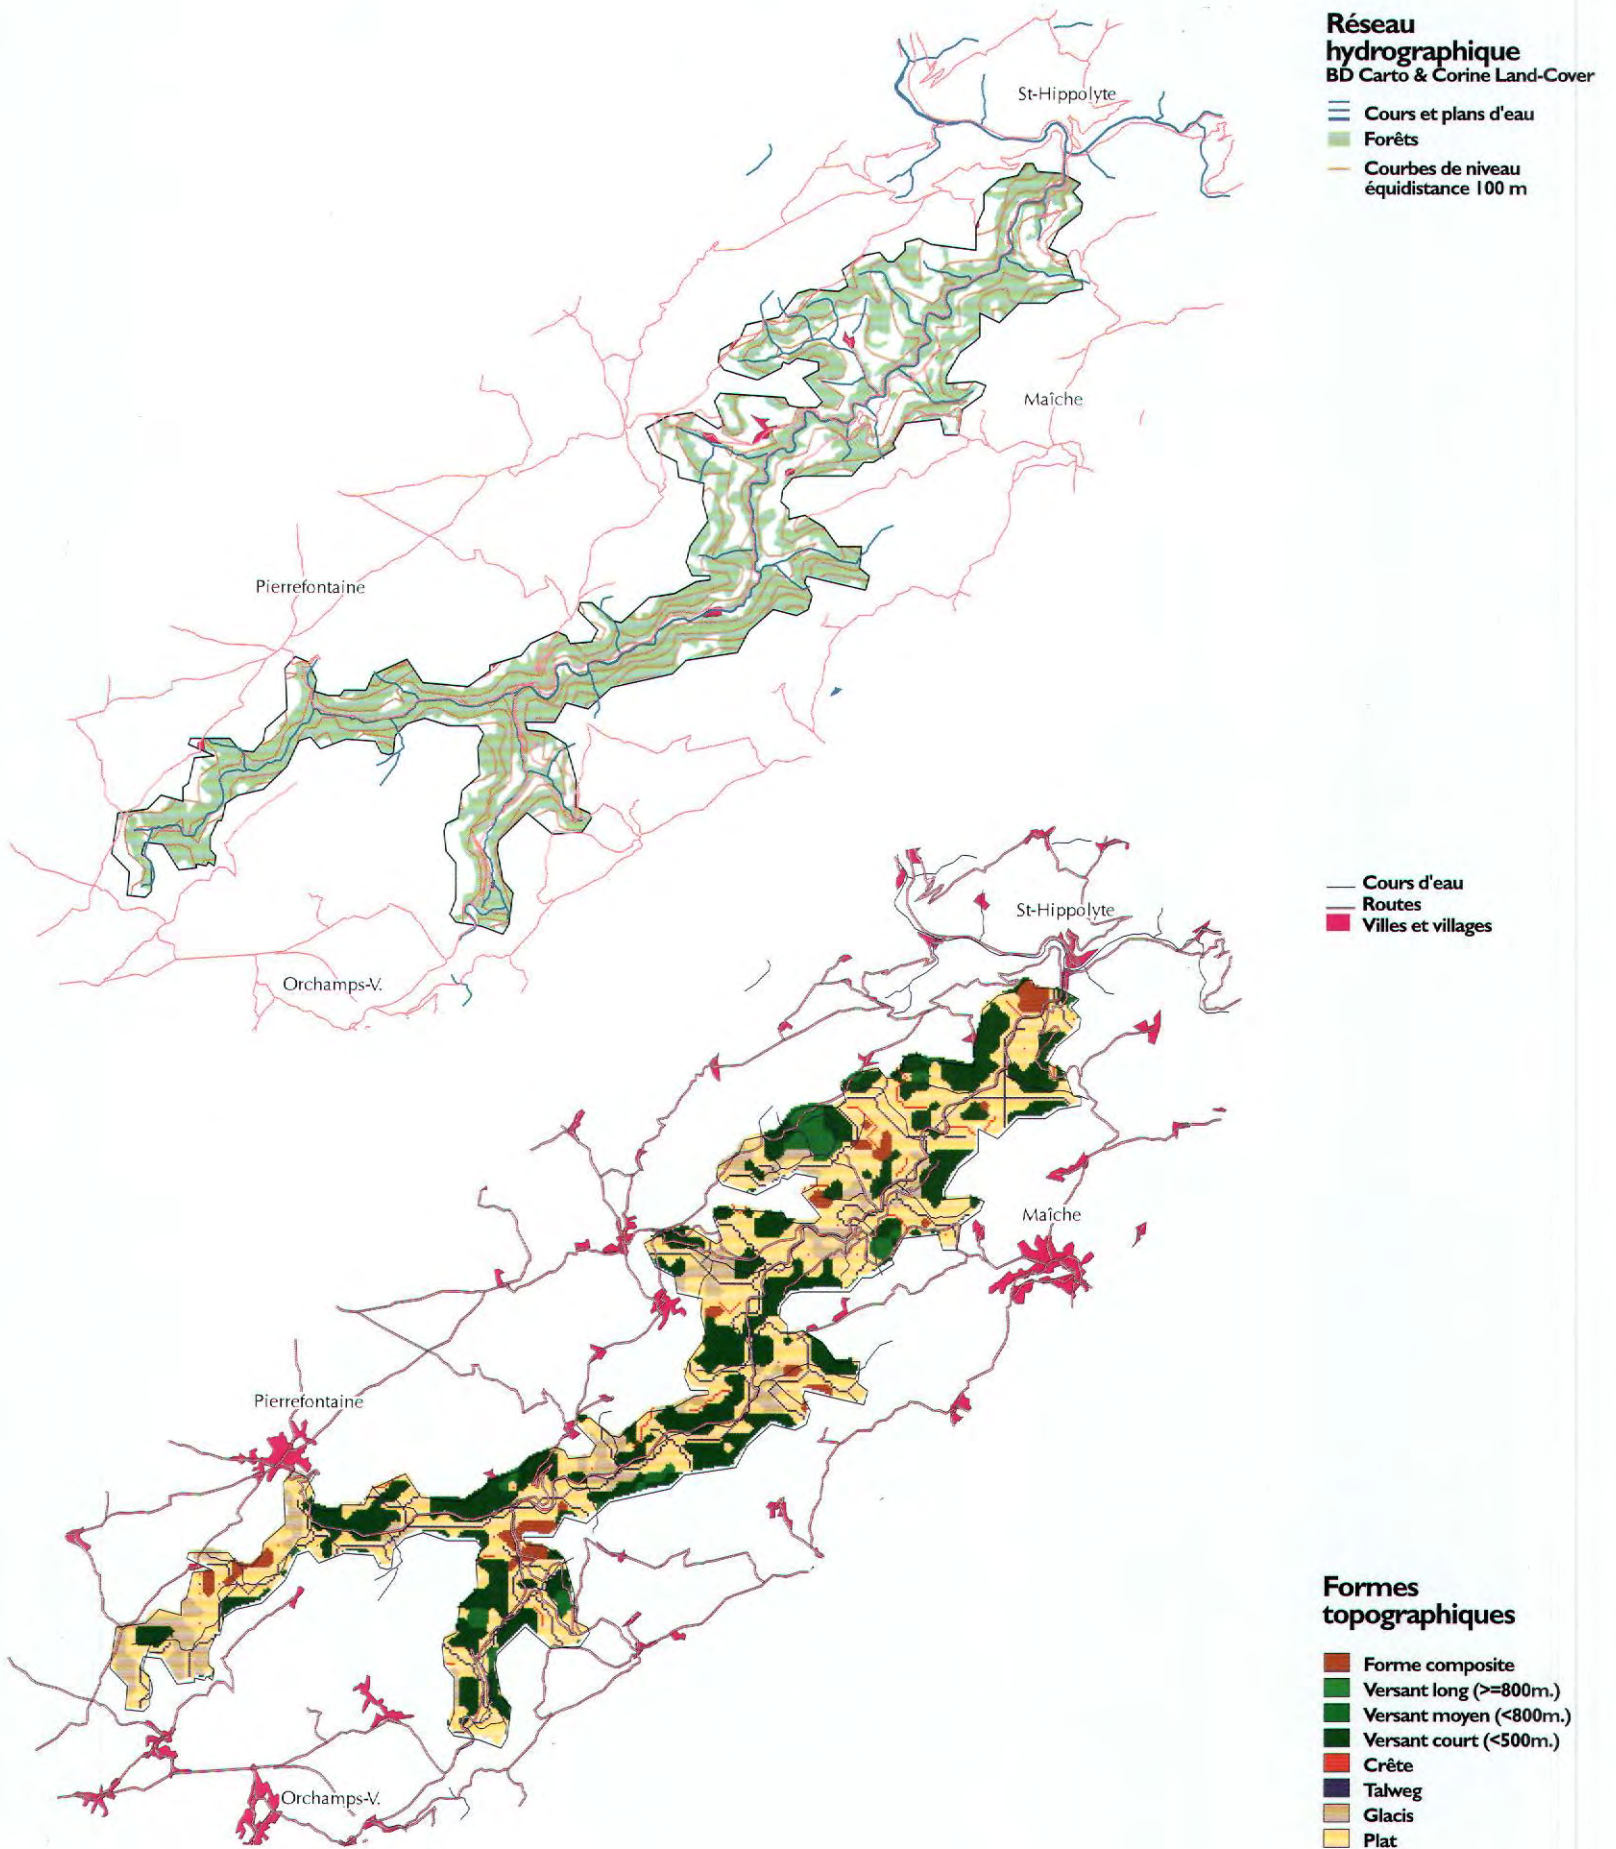 Réseau
hydrographique
BD Carto & Corine Land-Cover
Cours et plans d'eau
Forêts
Courbes de niveau
équidistance 100 m
St-Hippolyte
Maîche
Pierrefontaine
Orchamps-V.
Cours d'eau
Routes
Villes et villages
St-Hippolyte
Maîche
Pierrefontaine
Orchamps-V.
Formes
topographiques
Forme composite
Versant long (>=800m.)
Versant moyen (<800m.)
Versant court (<500m.)
Crête
Talweg
Glacis
Plat